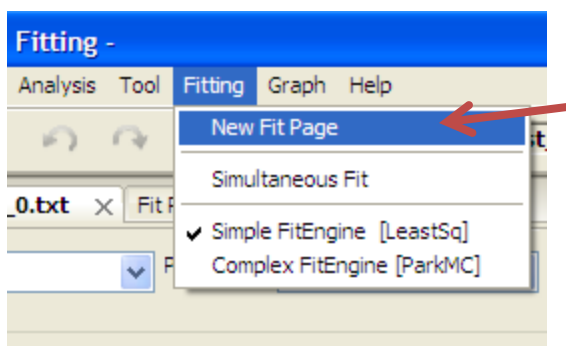 Fitting -
Analysis Tool Fitting Graph Help
New Fit Page
Simultaneous Fit
_0.txt Fit
Simple FitEngine [LeastSq]
Complex FitEngine [ParkMC]